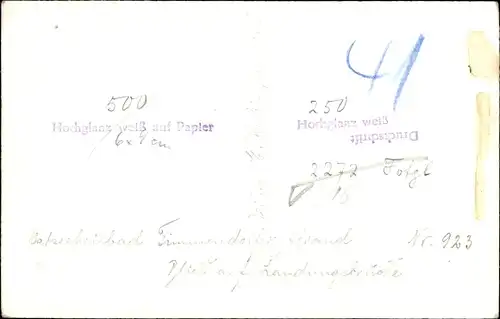 500
Hochglanz weiß auf Papier
6x9 cm
41
250
Hochglanz weiß
Druckschrift
2272
Ostseeheilbad Timmendorfer Strand Nr. 923
Blick auf Landungsbrücke